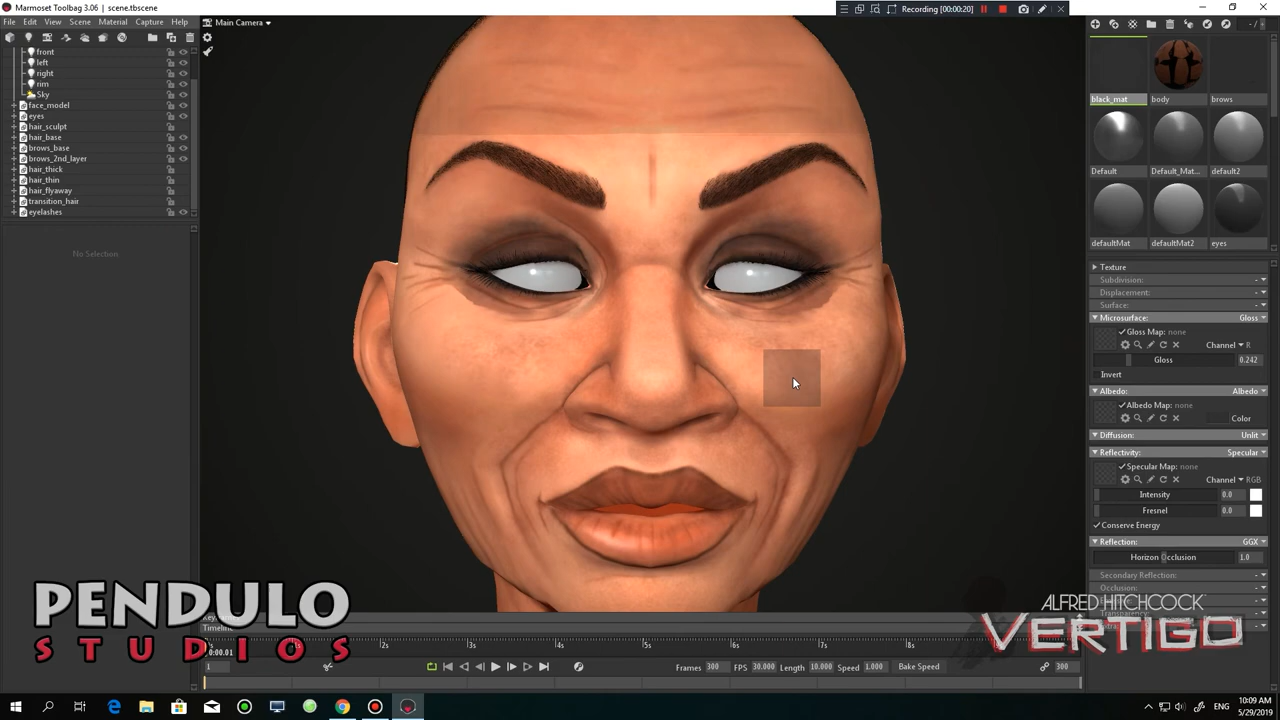 Marmoset Toolbag 3.06 | scene.tbscene
File Edit View Scene Material Capture Help
Main Camera
Recording [00:00:20]
front
left
right
rim
Sky
face_model
eyes
hair_sculpt
hair_base
brows_base
brows_2nd_layer
hair_thick
hair_thin
hair_flyaway
transition_hair
eyelashes
No Selection
black_mat body brows
Default Default_Mat... default2
defaultMat defaultMat2 eyes
Texture
Subdivision:
Displacement:
Surface:
Microsurface: Gloss
Gloss Map: none
Channel R
Gloss 0.242
Invert
Albedo: Albedo
Albedo Map: none
Color
Diffusion: Unlit
Reflectivity: Specular
Specular Map: none
Channel RGB
Intensity 0.0
Fresnel 0.0
Conserve Energy
Reflection: GGX
Horizon Occlusion 1.0
Secondary Reflection:
Occlusion:
PENDULO
STUDIOS
ALFRED HITCHCOCK
VERTIGO
Timeline
0:00.01 2s 3s 4s 5s 6s 7s 8s
1 Frames 300 FPS 30.000 Length 10.000 Speed 1.000 Bake Speed 300
ENG 10:09 AM
5/29/2019